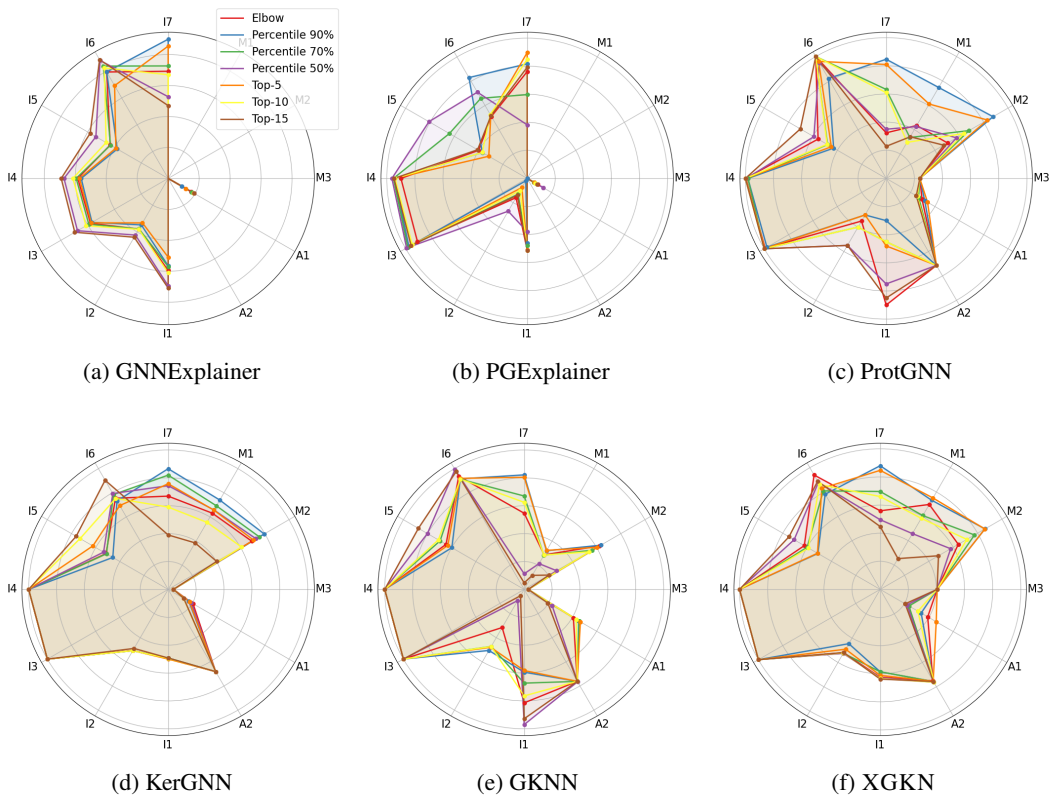 I7
M1
M2
M3
A1
A2
I1
I2
I3
I4
I5
I6
Elbow
Percentile 90%
Percentile 70%
Percentile 50%
Top-5
Top-10
Top-15
(a) GNNExplainer
I7
M1
M2
M3
A1
A2
I1
I2
I3
I4
I5
I6
(b) PGExplainer
I7
M1
M2
M3
A1
A2
I1
I2
I3
I4
I5
I6
(c) ProtGNN
I7
M1
M2
M3
A1
A2
I1
I2
I3
I4
I5
I6
(d) KerGNN
I7
M1
M2
M3
A1
A2
I1
I2
I3
I4
I5
I6
(e) GKNN
I7
M1
M2
M3
A1
A2
I1
I2
I3
I4
I5
I6
(f) XGKN